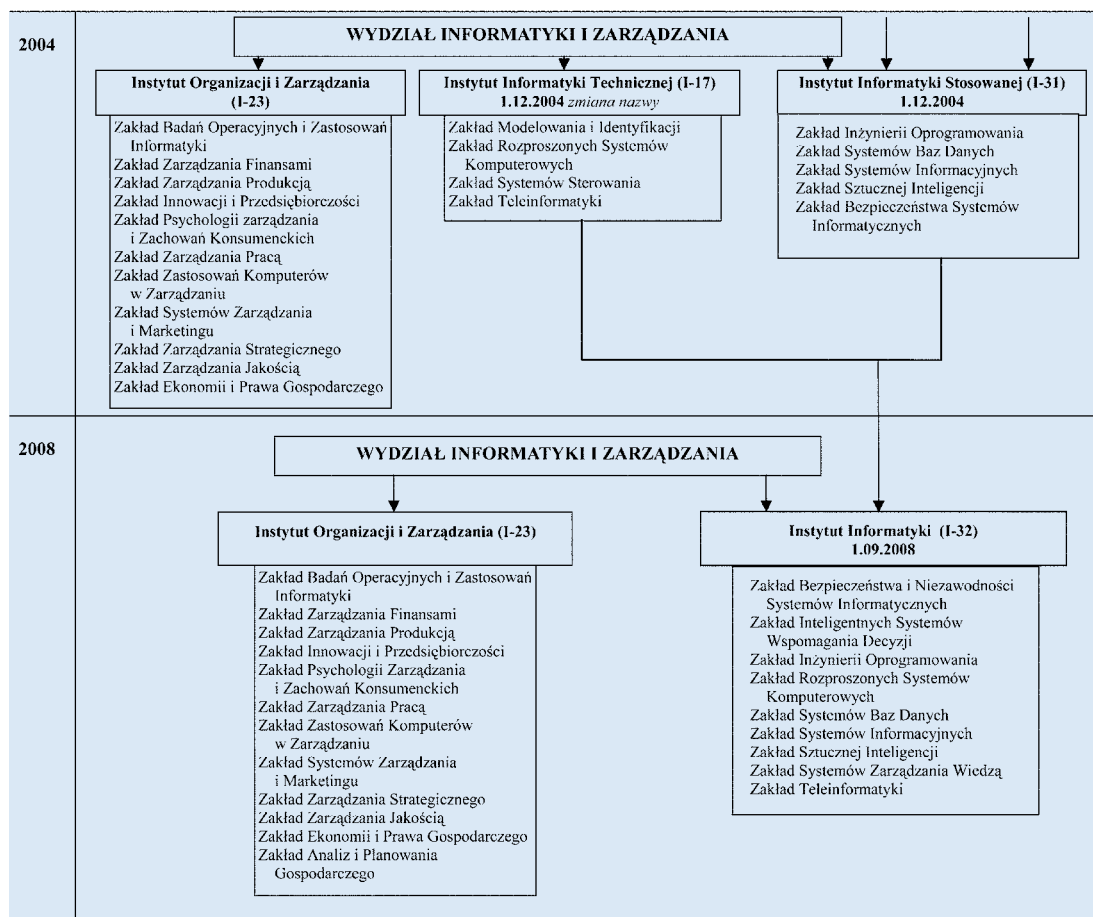 2004
WYDZIAŁ INFORMATYKI I ZARZĄDZANIA
Instytut Organizacji i Zarządzania
(I-23)
Zakład Badań Operacyjnych i Zastosowań
Informatyki
Zakład Zarządzania Finansami
Zakład Zarządzania Produkcją
Zakład Innowacji i Przedsiębiorczości
Zakład Psychologii zarządzania
i Zachowań Konsumenckich
Zakład Zarządzania Pracą
Zakład Zastosowań Komputerów
w Zarządzaniu
Zakład Systemów Zarządzania
i Marketingu
Zakład Zarządzania Strategicznego
Zakład Zarządzania Jakością
Zakład Ekonomii i Prawa Gospodarczego
Instytut Informatyki Technicznej (I-17)
1.12.2004 zmiana nazwy
Zakład Modelowania i Identyfikacji
Zakład Rozproszonych Systemów
Komputerowych
Zakład Systemów Sterowania
Zakład Teleinformatyki
Instytut Informatyki Stosowanej (I-31)
1.12.2004
Zakład Inżynierii Oprogramowania
Zakład Systemów Baz Danych
Zakład Systemów Informacyjnych
Zakład Sztucznej Inteligencji
Zakład Bezpieczeństwa Systemów
Informatycznych
2008
WYDZIAŁ INFORMATYKI I ZARZĄDZANIA
Instytut Organizacji i Zarządzania (I-23)
Zakład Badań Operacyjnych i Zastosowań
Informatyki
Zakład Zarządzania Finansami
Zakład Zarządzania Produkcją
Zakład Innowacji i Przedsiębiorczości
Zakład Psychologii Zarządzania
i Zachowań Konsumenckich
Zakład Zarządzania Pracą
Zakład Zastosowań Komputerów
w Zarządzaniu
Zakład Systemów Zarządzania
i Marketingu
Zakład Zarządzania Strategicznego
Zakład Zarządzania Jakością
Zakład Ekonomii i Prawa Gospodarczego
Zakład Analiz i Planowania
Gospodarczego
Instytut Informatyki (I-32)
1.09.2008
Zakład Bezpieczeństwa i Niezawodności
Systemów Informatycznych
Zakład Inteligentnych Systemów
Wspomagania Decyzji
Zakład Inżynierii Oprogramowania
Zakład Rozproszonych Systemów
Komputerowych
Zakład Systemów Baz Danych
Zakład Systemów Informacyjnych
Zakład Sztucznej Inteligencji
Zakład Systemów Zarządzania Wiedzą
Zakład Teleinformatyki